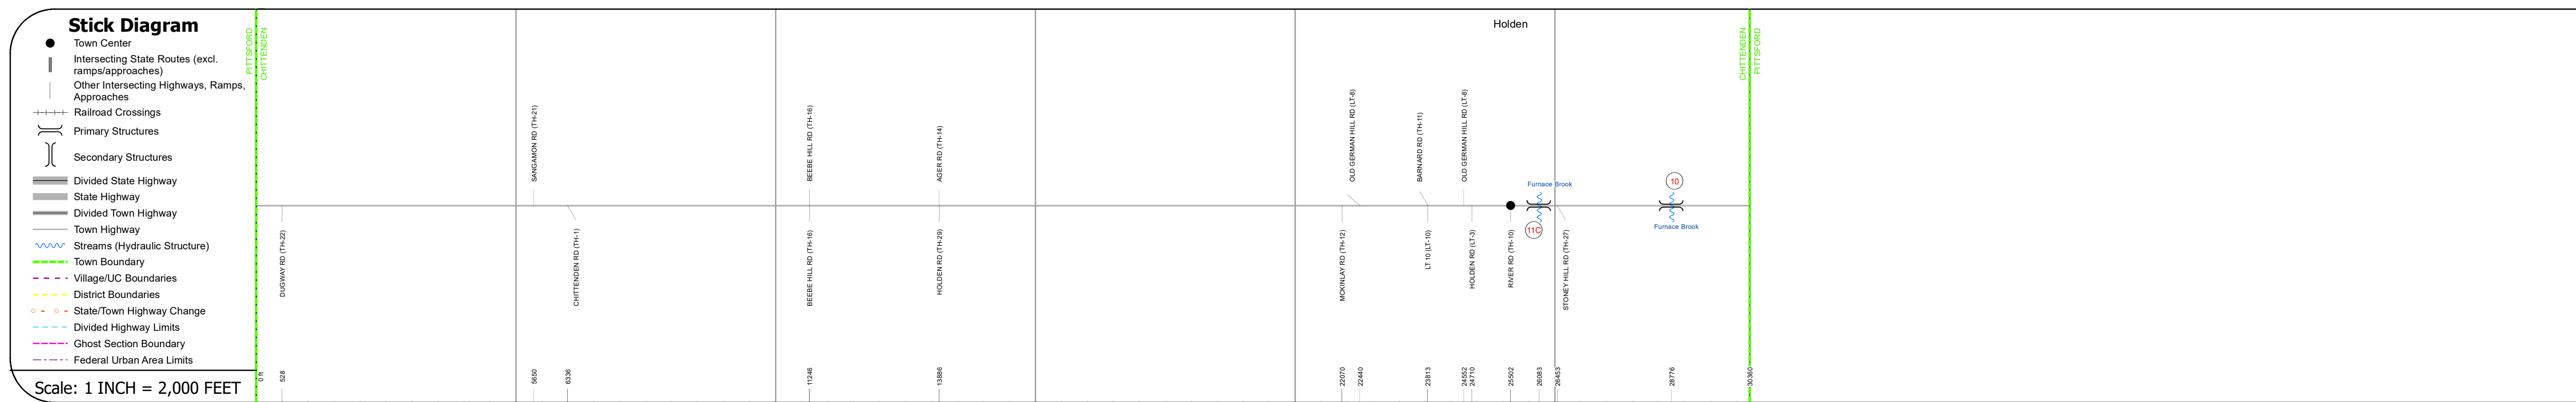 Stick Diagram
Town Center
Intersecting State Routes (excl.
ramps/approaches)
Other Intersecting Highways, Ramps,
Approaches
Railroad Crossings
Primary Structures
Secondary Structures
Divided State Highway
State Highway
Divided Town Highway
Town Highway
Streams (Hydraulic Structure)
Town Boundary
Village/UC Boundaries
District Boundaries
State/Town Highway Change
Divided Highway Limits
Ghost Section Boundary
Federal Urban Area Limits
Scale: 1 INCH = 2,000 FEET
PITTSFORD
CHITTENDEN
Holden
CHITTENDEN
PITTSFORD
SANGAMON RD (TH-21)
BEEBE HILL RD (TH-16)
AGER RD (TH-14)
OLD GERMAN HILL RD (LT-8)
BARNARD RD (TH-11)
OLD GERMAN HILL RD (LT-8)
Furnace Brook
10
11C
Furnace Brook
DUGWAY RD (TH-22)
CHITTENDEN RD (TH-1)
BEEBE HILL RD (TH-16)
HOLDEN RD (TH-29)
MCKINLAY RD (TH-12)
LT 10 (LT-10)
HOLDEN RD (LT-3)
RIVER RD (TH-10)
STONEY HILL RD (TH-27)
0 ft
528
5650
6336
11246
13886
22070
22440
23813
24552
24710
25502
26083
26453
28776
30360